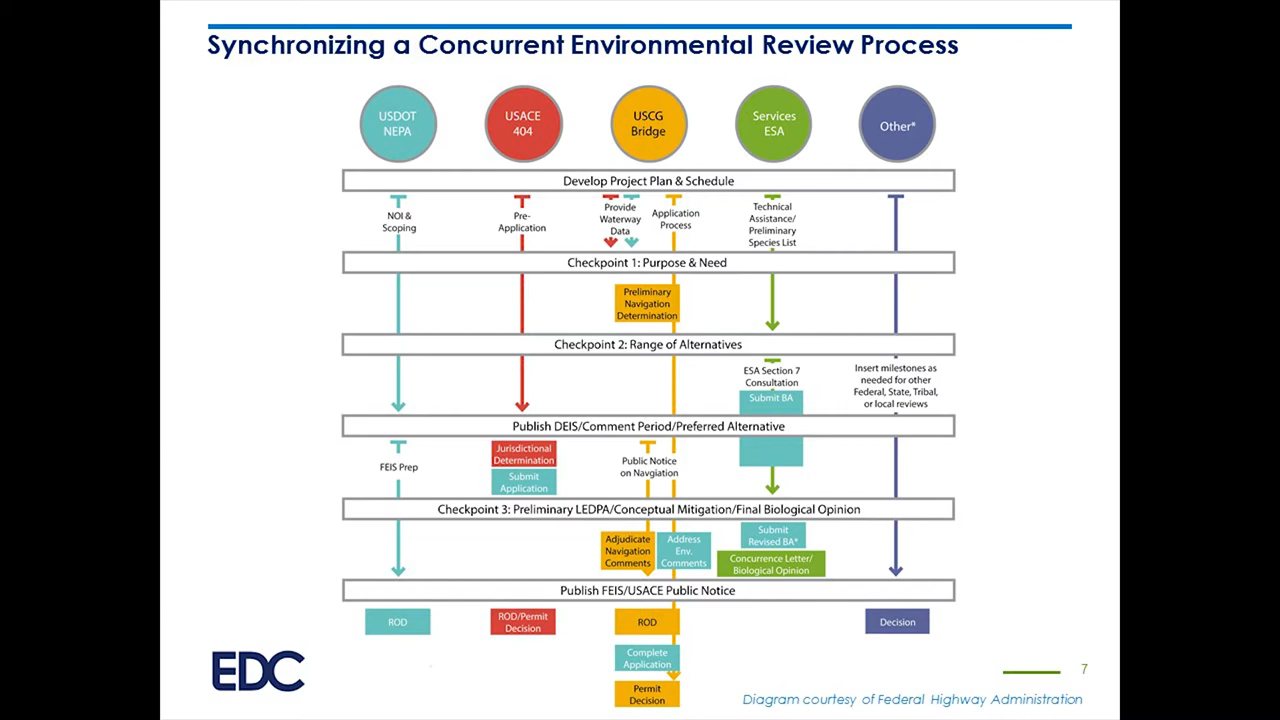 Synchronizing a Concurrent Environmental Review Process
USDOT
NEPA
USACE
404
USCG
Bridge
Services
ESA
Other*
Develop Project Plan & Schedule
NOI &
Scoping
Pre-
Application
Provide
Waterway
Data
Application
Process
Technical
Assistance/
Preliminary
Species List
Checkpoint 1: Purpose & Need
Preliminary
Navigation
Determination
Checkpoint 2: Range of Alternatives
ESA Section 7
Consultation
Submit BA
Insert milestones as
needed for other
Federal, State, Tribal,
or local reviews
Publish DEIS/Comment Period/Preferred Alternative
FEIS Prep
Jurisdictional
Determination
Submit
Application
Public Notice
on Navgiation
Checkpoint 3: Preliminary LEDPA/Conceptual Mitigation/Final Biological Opinion
Adjudicate
Navigation
Comments
Address
Env.
Comments
Submit
Revised BA*
Concurrence Letter/
Biological Opinion
Publish FEIS/USACE Public Notice
ROD
ROD/Permit
Decision
ROD
Decision
Complete
Application
Permit
Decision
EDC
7
Diagram courtesy of Federal Highway Administration